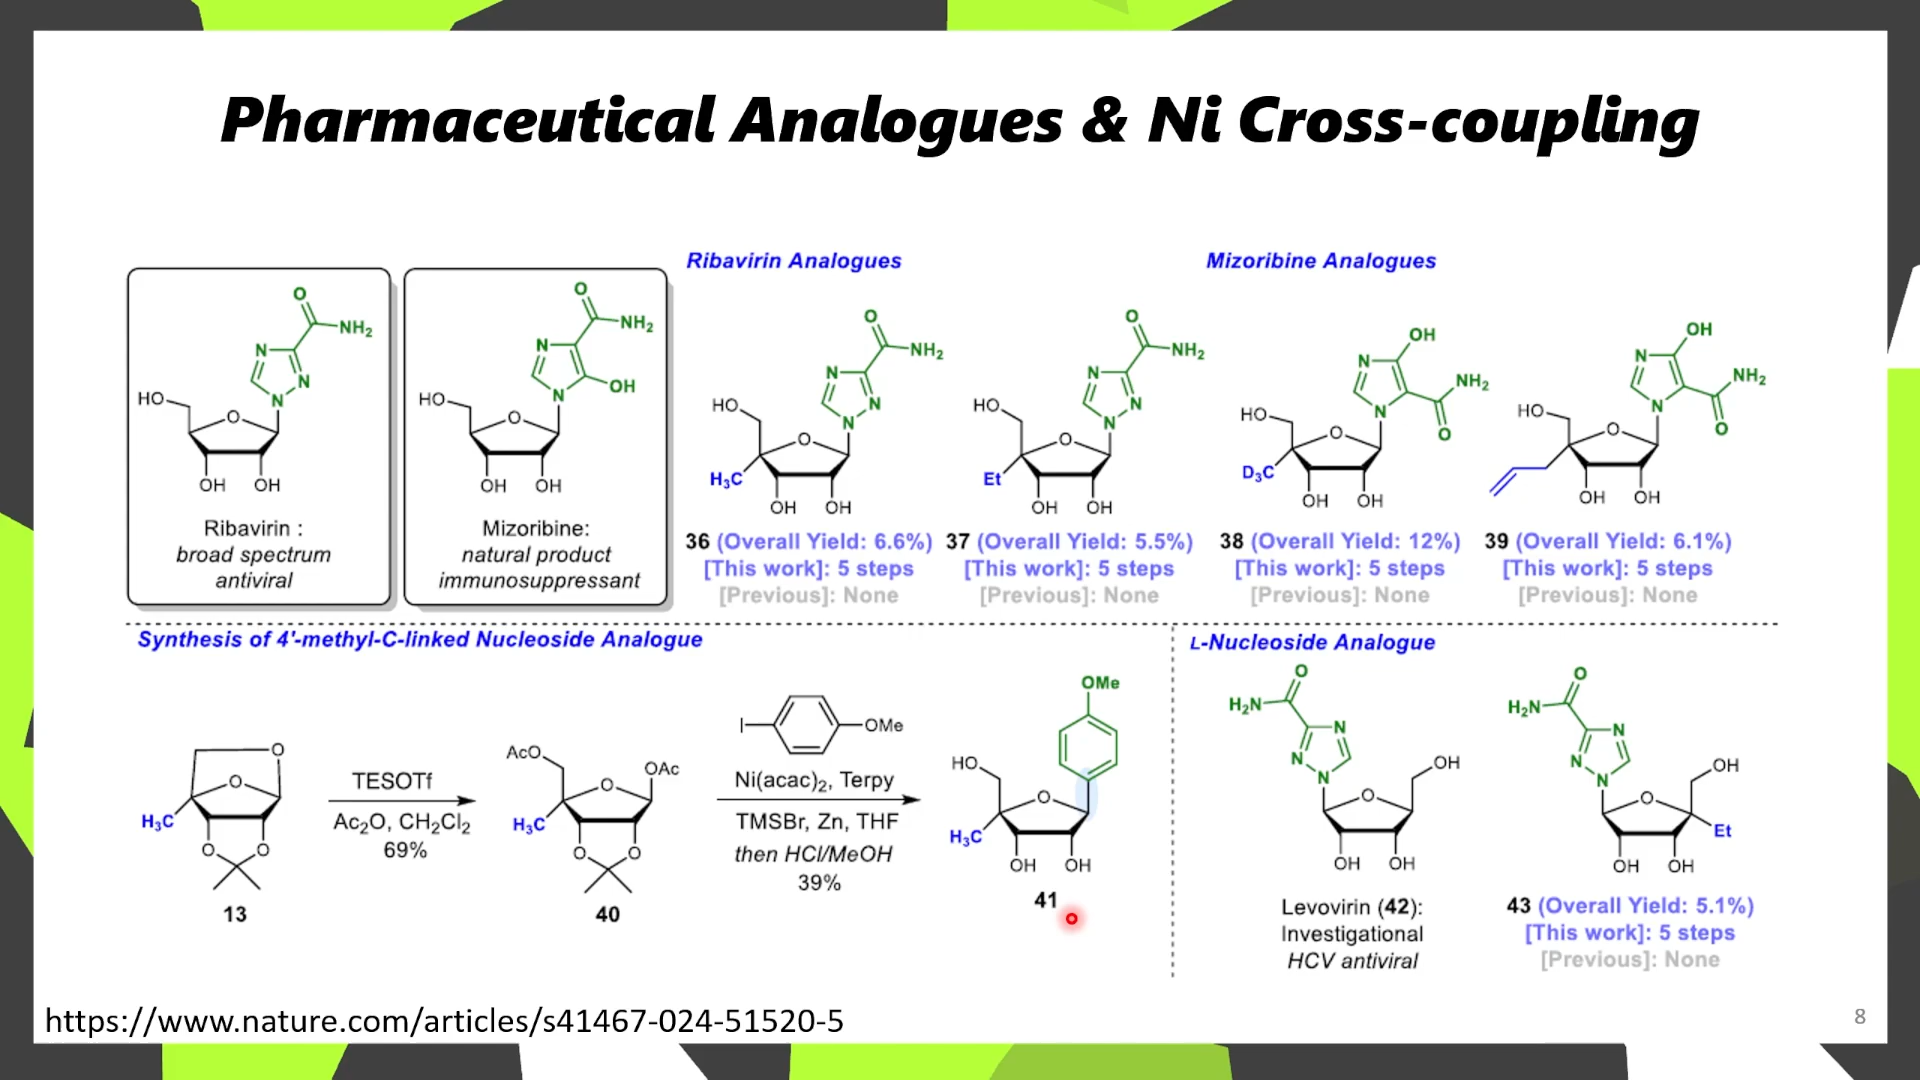 Pharmaceutical Analogues & Ni Cross-coupling
Ribavirin Analogues
Mizoribine Analogues
O
NH₂
N
N
N
HO
O
OH
OH
Ribavirin :
broad spectrum
antiviral
O
NH₂
N
N
OH
HO
O
OH
OH
Mizoribine:
natural product
immunosuppressant
O
NH₂
N
N
N
HO
O
H₃C
OH
OH
36 (Overall Yield: 6.6%)
[This work]: 5 steps
[Previous]: None
O
NH₂
N
N
N
HO
O
Et
OH
OH
37 (Overall Yield: 5.5%)
[This work]: 5 steps
[Previous]: None
OH
N
NH₂
N
O
HO
O
D₃C
OH
OH
38 (Overall Yield: 12%)
[This work]: 5 steps
[Previous]: None
OH
N
NH₂
N
O
HO
O
OH
OH
39 (Overall Yield: 6.1%)
[This work]: 5 steps
[Previous]: None
Synthesis of 4'-methyl-C-linked Nucleoside Analogue
O
O
H₃C
O
O
13
TESOTf
Ac₂O, CH₂Cl₂
69%
AcO
OAc
O
H₃C
O
O
40
I
OMe
Ni(acac)₂, Terpy
TMSBr, Zn, THF
then HCl/MeOH
39%
OMe
HO
O
H₃C
OH
OH
41
L-Nucleoside Analogue
O
H₂N
N
N
N
OH
O
OH
OH
Levovirin (42):
Investigational
HCV antiviral
O
H₂N
N
N
N
OH
O
Et
OH
OH
43 (Overall Yield: 5.1%)
[This work]: 5 steps
[Previous]: None
https://www.nature.com/articles/s41467-024-51520-5
8